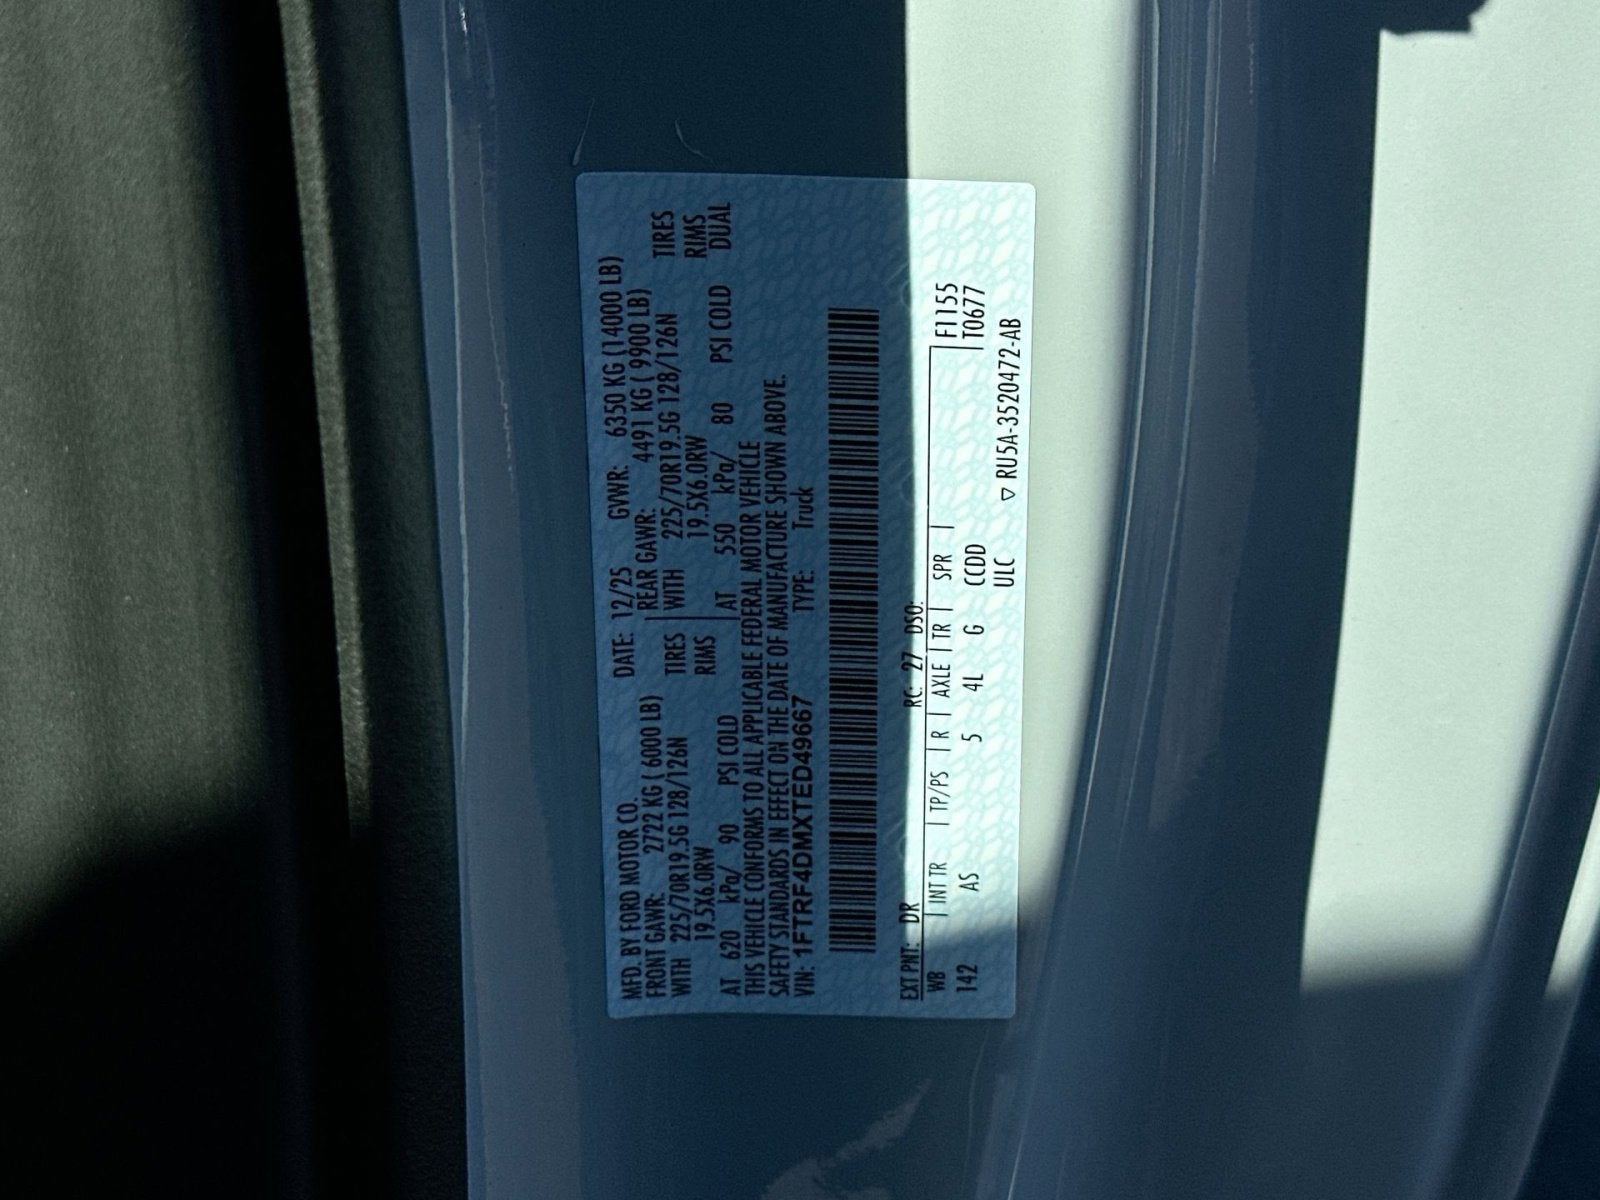 MFD. BY FORD MOTOR CO.
DATE: 12/25 GVWR: 6350 KG (14000 LB)
FRONT GAWR: 2722 KG ( 6000 LB) REAR GAWR: 4491 KG ( 9900 LB)
WITH 225/70R19.5G 128/126N TIRES WITH 225/70R19.5G 128/126N TIRES
19.5X6.0RW RIMS 19.5X6.0RW RIMS
AT 620 kPa/ 90 PSI COLD AT 550 kPa/ 80 PSI COLD DUAL
THIS VEHICLE CONFORMS TO ALL APPLICABLE FEDERAL MOTOR VEHICLE
SAFETY STANDARDS IN EFFECT ON THE DATE OF MANUFACTURE SHOWN ABOVE.
VIN: 1FTRF4DMXTED49667 TYPE: Truck
EXT PNT: DR RC: 27 DSO:
WB INT TR TP/PS R AXLE TR SPR F1155
142 AS 5 4L G CCDD T0677
ULC ▽ RU5A-3520472-AB